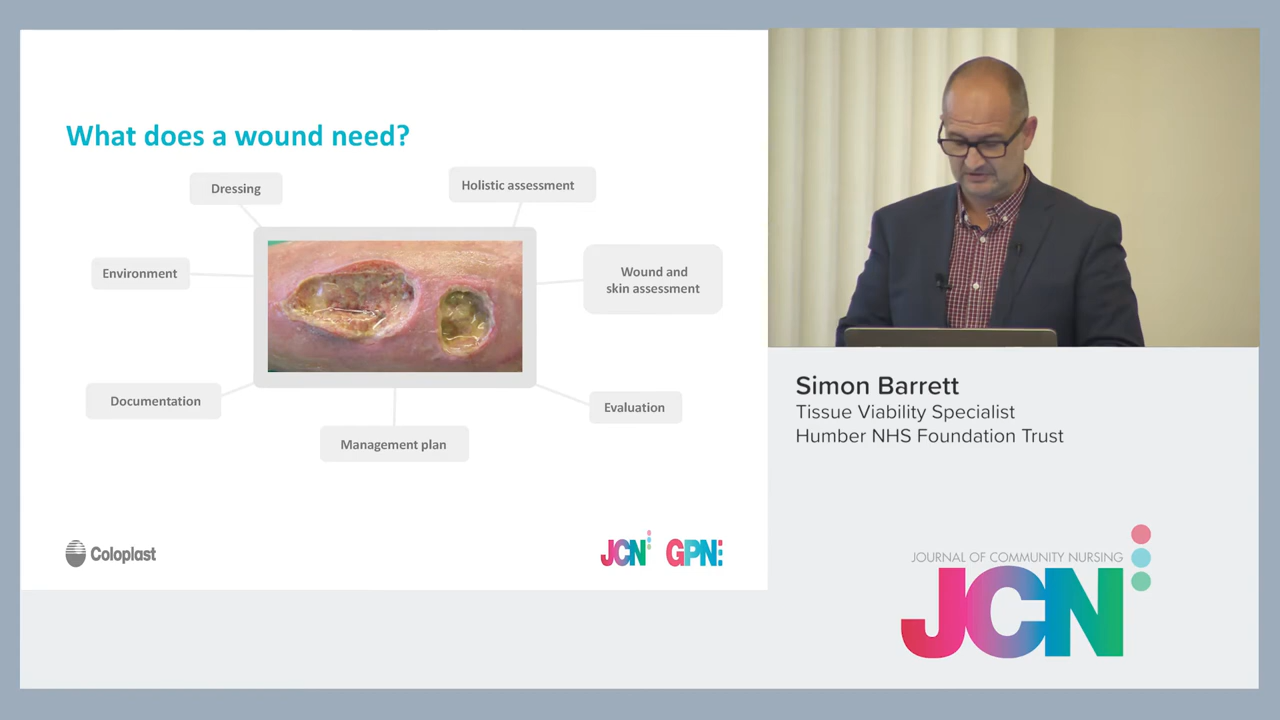 What does a wound need?
Dressing
Holistic assessment
Environment
Wound and
skin assessment
Documentation
Evaluation
Management plan
Coloplast
JCN
GPN
Simon Barrett
Tissue Viability Specialist
Humber NHS Foundation Trust
JOURNAL OF COMMUNITY NURSING
JCN